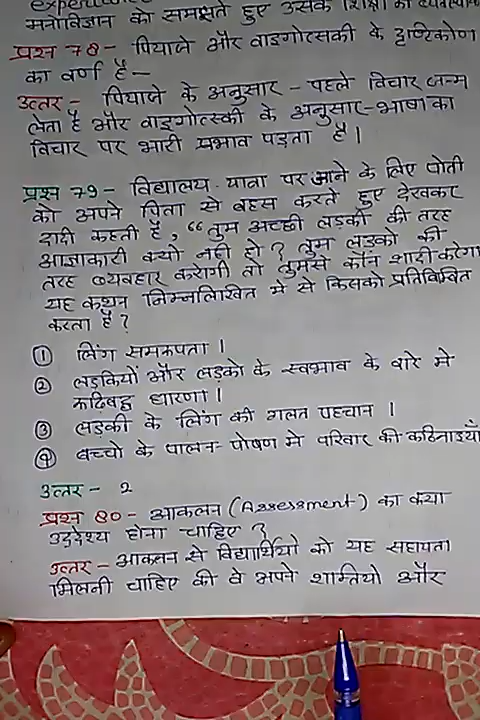 मनोविज्ञान को समझते हुए उसके शिक्षा
प्रश्न 78- पियाजे और वाइगोत्सकी के दृष्टिकोण
का वर्ण है—
उत्तर- पियाजे के अनुसार - पहले विचार जन्म
लेता है और वाइगोत्स्की के अनुसार-भाषा का
विचार पर भारी प्रभाव पड़ता है।
प्रश्न 79- विद्यालय यात्रा पर जाने के लिए पोती
को अपने पिता से बहस करते हुए देखकर
दादी कहती है, “तुम अच्छी लड़की की तरह
आज्ञाकारी क्यो नही हो? तुम लड़को की
तरह व्यवहार करोगी तो तुमसे कौन शादी करेगा
यह कथन निम्नलिखित मे से किसको प्रतिबिम्बित
करता है?
① लिंग समरूपता।
② लड़कियों और लड़को के स्वभाव के बारे मे
रूढिबद्ध धारणा।
③ लड़की के लिंग की गलत पहचान।
④ बच्चो के पालन-पोषण मे परिवार की कठिनाइयाँ
उत्तर- 2
प्रश्न 80- आकलन (Assessment) का क्या
उद्देश्य होना चाहिए?
उत्तर- आकलन से विद्यार्थियो को यह सहायता
मिलनी चाहिए की वे अपने शाक्तियो और